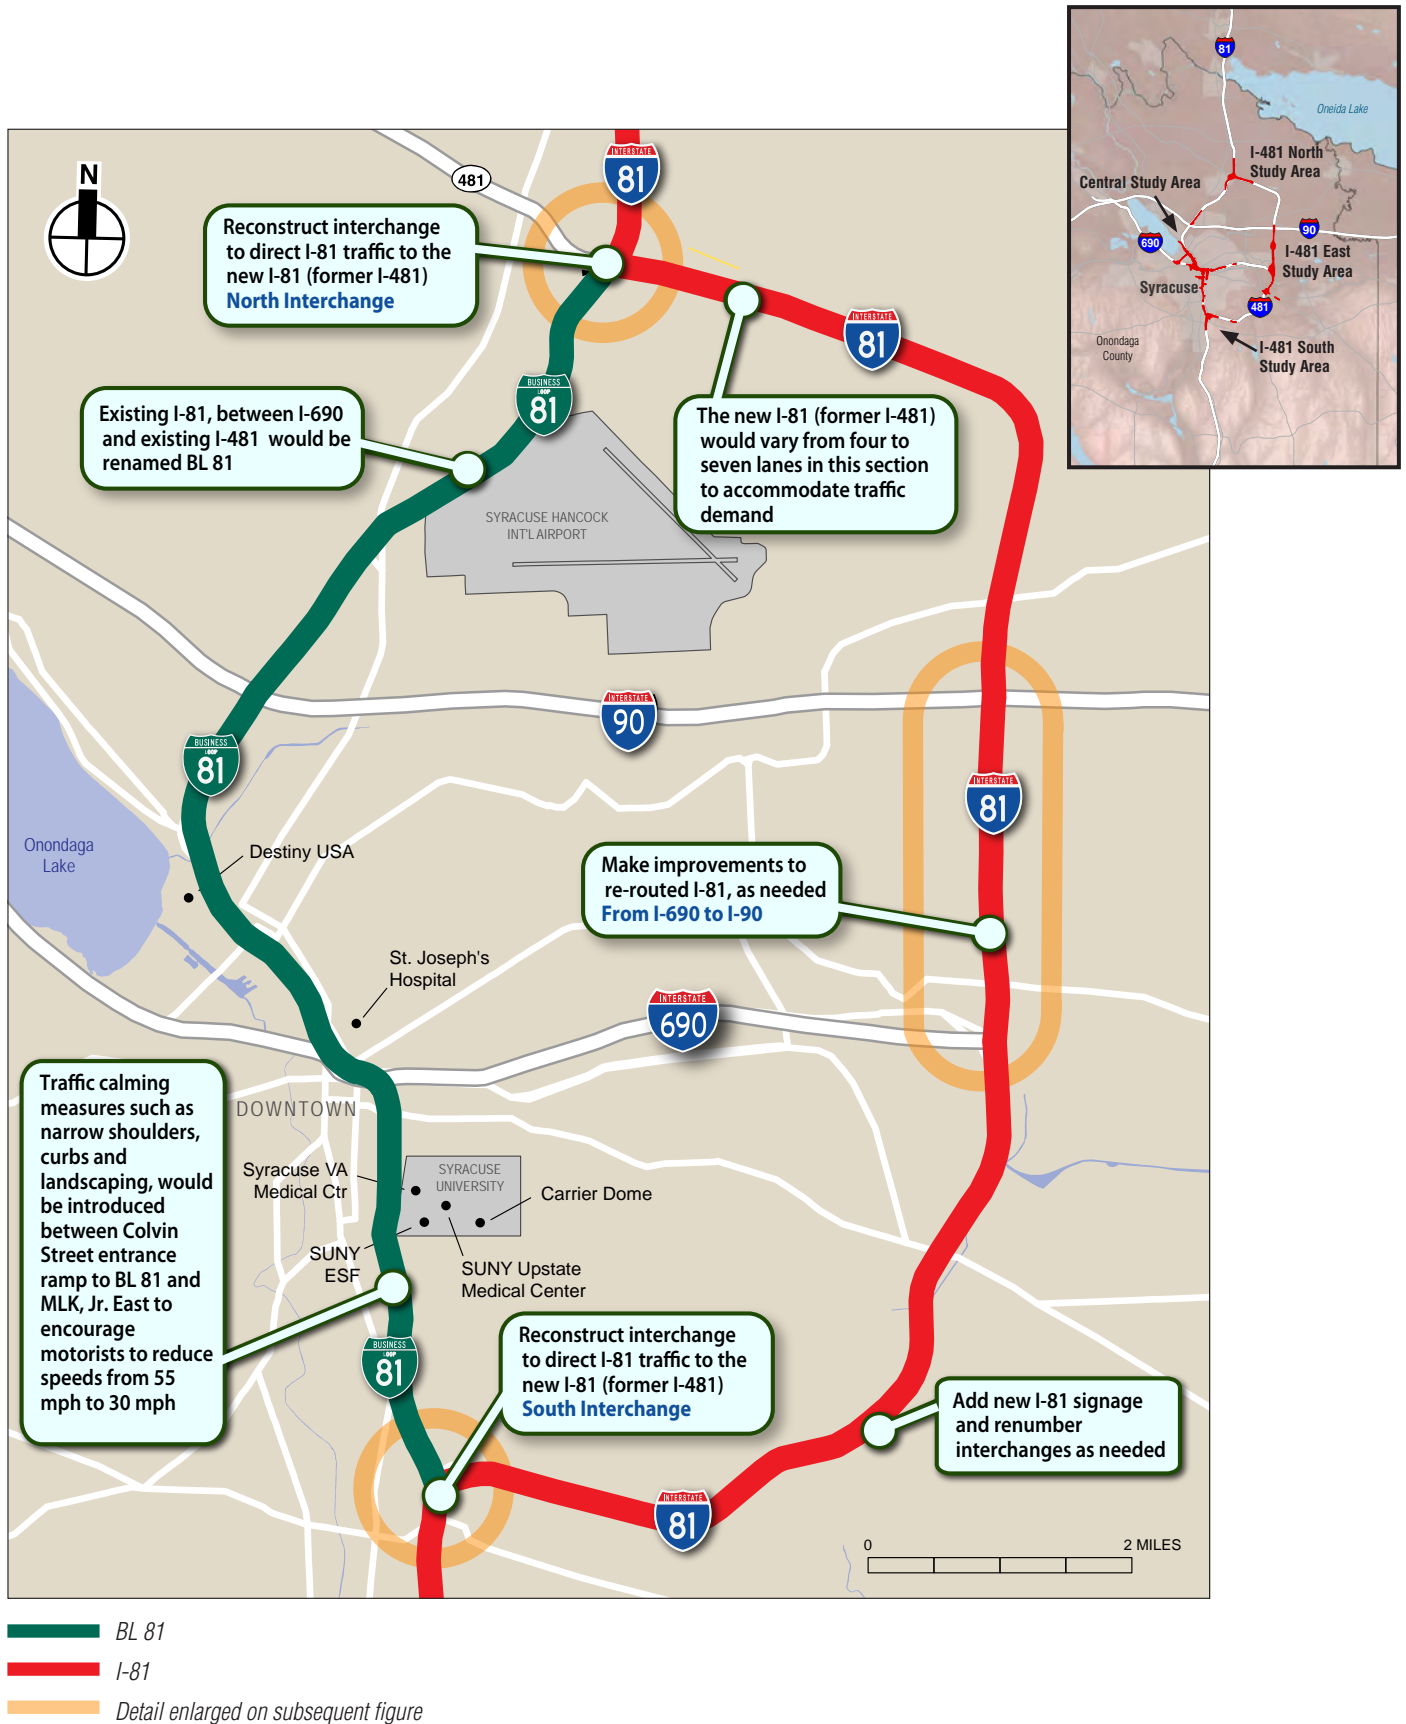 81
Oneida Lake
I-481 North
Study Area
Central Study Area
90
690
I-481 East
Study Area
Syracuse
481
Onondaga
County
I-481 South
Study Area
N
481
INTERSTATE
81
Reconstruct interchange
to direct I-81 traffic to the
new I-81 (former I-481)
North Interchange
INTERSTATE
81
BUSINESS
LOOP
81
Existing I-81, between I-690
and existing I-481 would be
renamed BL 81
The new I-81 (former I-481)
would vary from four to
seven lanes in this section
to accommodate traffic
demand
SYRACUSE HANCOCK
INT'L AIRPORT
INTERSTATE
90
BUSINESS
LOOP
81
INTERSTATE
81
Onondaga
Lake
Destiny USA
Make improvements to
re-routed I-81, as needed
From I-690 to I-90
St. Joseph's
Hospital
INTERSTATE
690
Traffic calming
measures such as
narrow shoulders,
curbs and
landscaping, would
be introduced
between Colvin
Street entrance
ramp to BL 81 and
MLK, Jr. East to
encourage
motorists to reduce
speeds from 55
mph to 30 mph
DOWNTOWN
Syracuse VA
Medical Ctr
SYRACUSE
UNIVERSITY
Carrier Dome
SUNY
ESF
SUNY Upstate
Medical Center
BUSINESS
LOOP
81
Reconstruct interchange
to direct I-81 traffic to the
new I-81 (former I-481)
South Interchange
Add new I-81 signage
and renumber
interchanges as needed
INTERSTATE
81
0 2 MILES
BL 81
I-81
Detail enlarged on subsequent figure